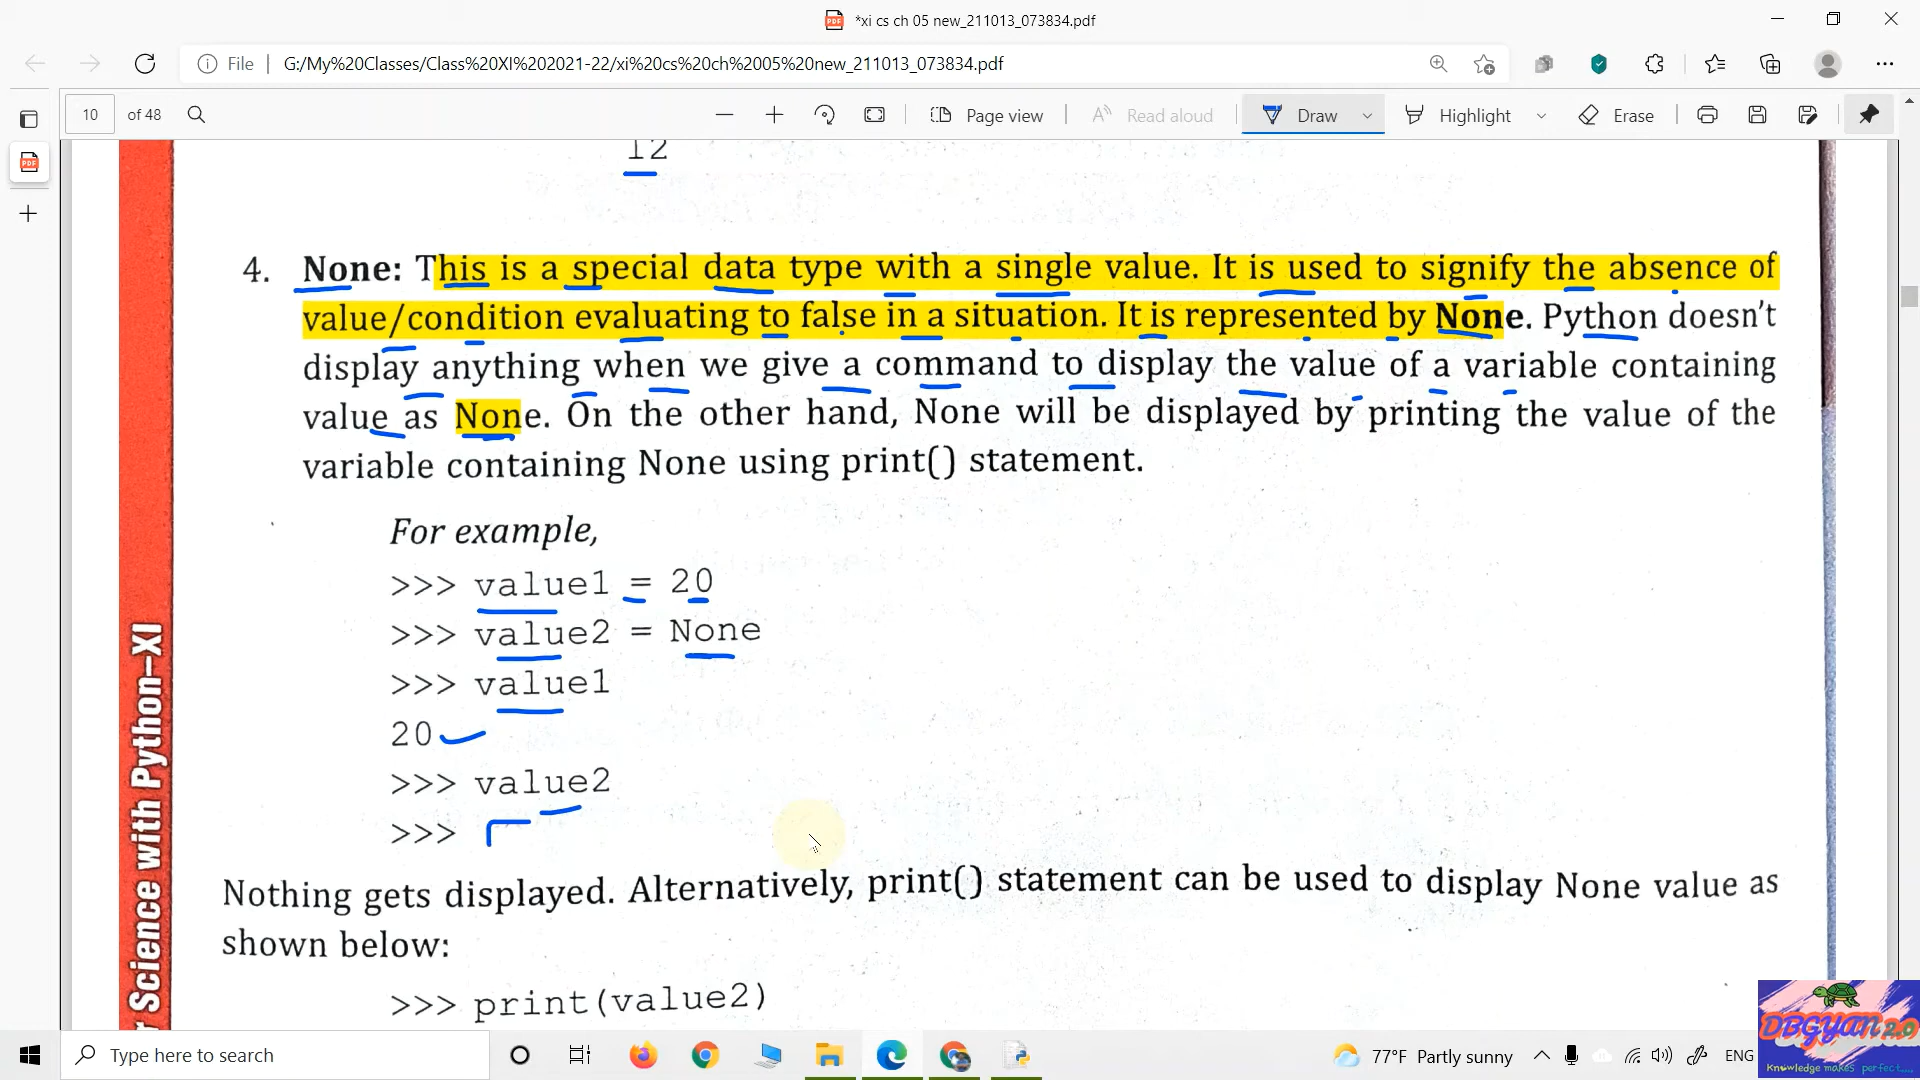 *xi cs ch 05 new_211013_073834.pdf
File
G:/My%20Classes/Class%20XI%202021-22/xi%20cs%20ch%2005%20new_211013_073834.pdf
10 of 48
Page view
Read aloud
Draw
Highlight
Erase
12
4. None: This is a special data type with a single value. It is used to signify the absence of
value/condition evaluating to false in a situation. It is represented by None. Python doesn't
display anything when we give a command to display the value of a variable containing
value as None. On the other hand, None will be displayed by printing the value of the
variable containing None using print() statement.
For example,
>>> value1 = 20
>>> value2 = None
>>> value1
20
>>> value2
>>>
Nothing gets displayed. Alternatively, print() statement can be used to display None value as
shown below:
>>> print(value2)
r Science with Python–XI
Type here to search
77°F Partly sunny
ENG
DBGyan 2.0
Knowledge makes perfect....